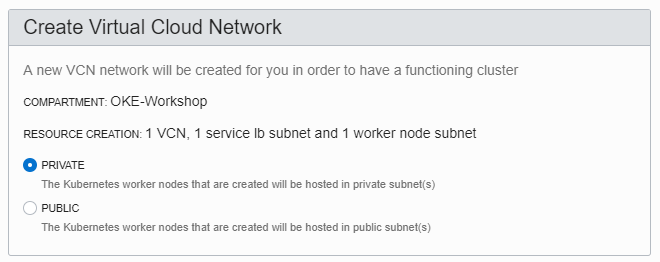 Create Virtual Cloud Network
A new VCN network will be created for you in order to have a functioning cluster
COMPARTMENT: OKE-Workshop
RESOURCE CREATION: 1 VCN, 1 service lb subnet and 1 worker node subnet
PRIVATE
The Kubernetes worker nodes that are created will be hosted in private subnet(s)
PUBLIC
The Kubernetes worker nodes that are created will be hosted in public subnet(s)